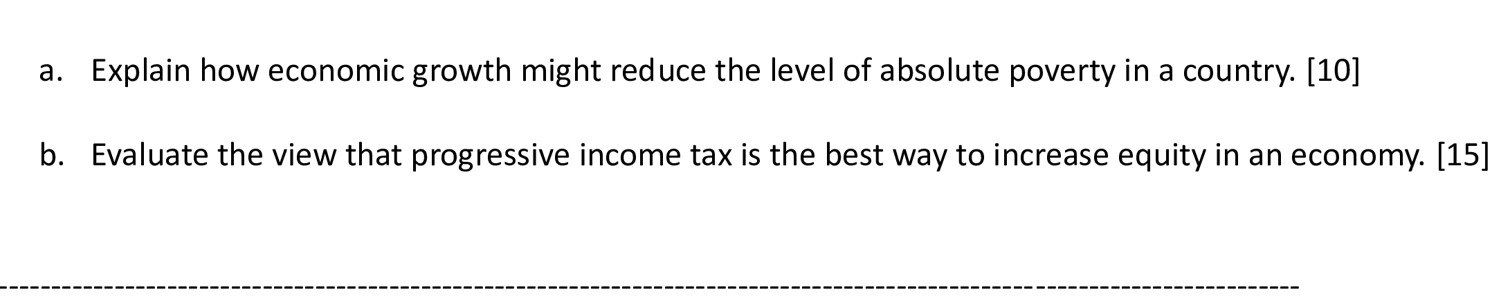 a. Explain how economic growth might reduce the level of absolute poverty in a country. [10]
b. Evaluate the view that progressive income tax is the best way to increase equity in an economy. [15]